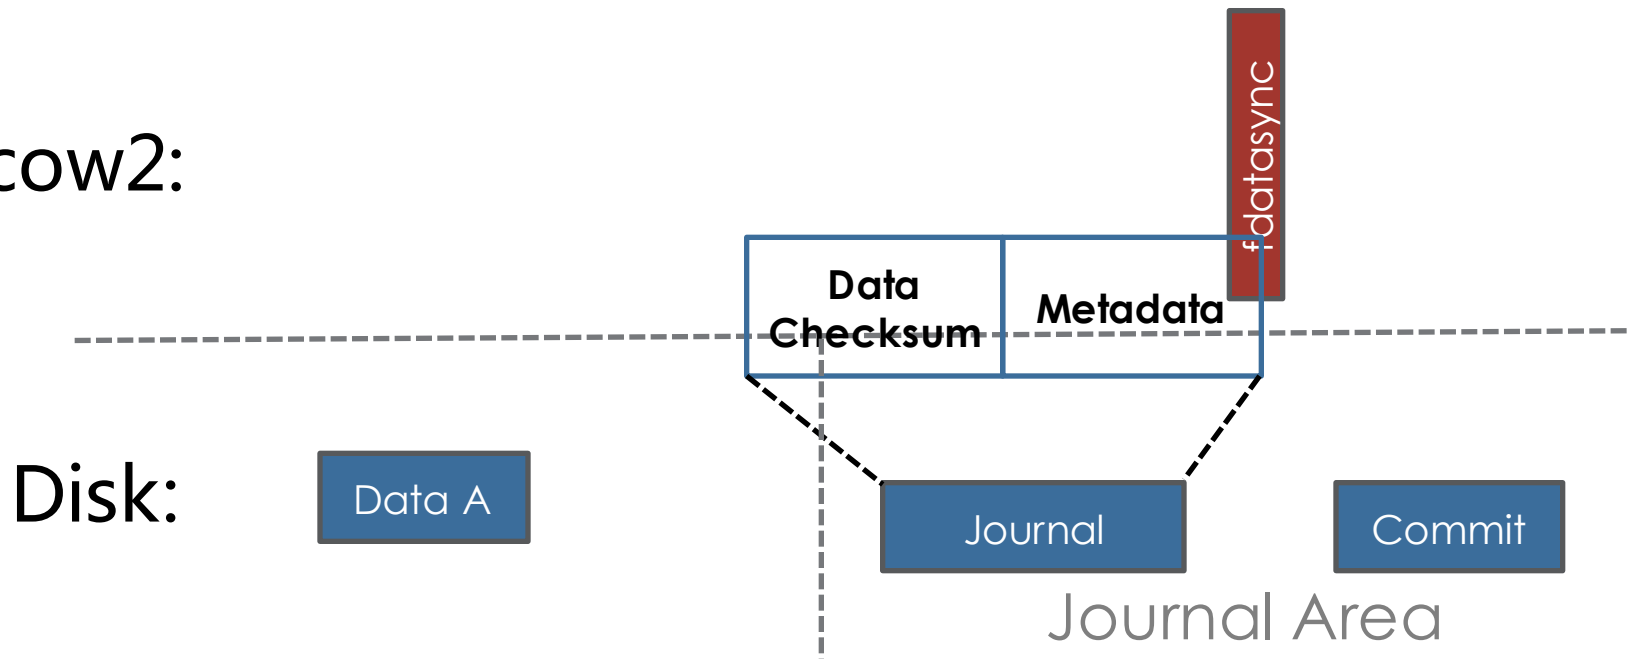 fdatasync
cow2:
Data
Checksum
Metadata
Disk:
Data A
Journal
Commit
Journal Area